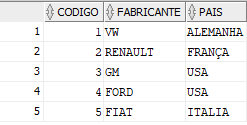 CODIGO FABRICANTE PAIS
1 1 VW ALEMANHA
2 2 RENAULT FRANÇA
3 3 GM USA
4 4 FORD USA
5 5 FIAT ITALIA